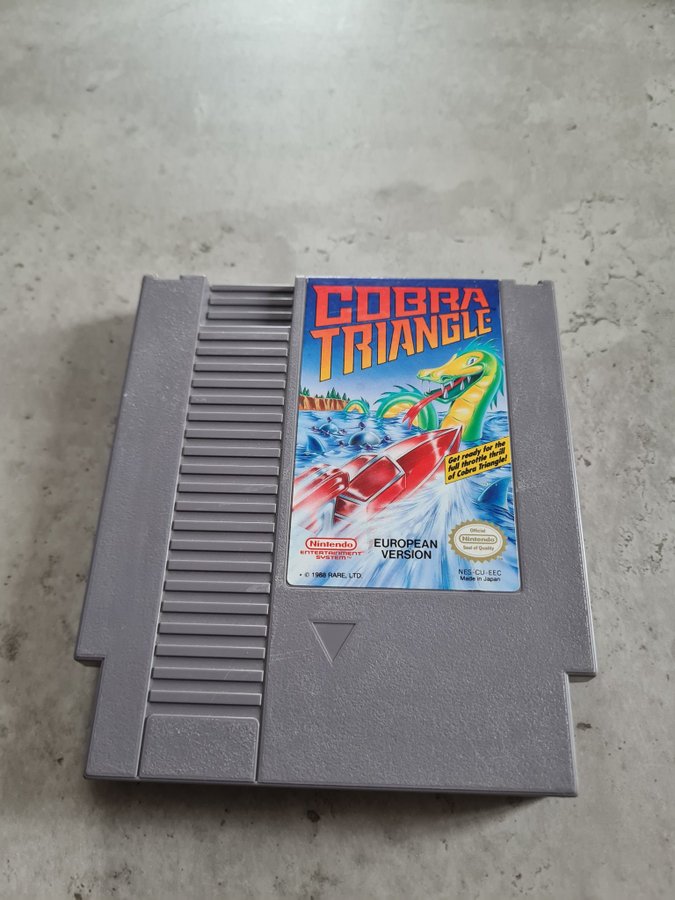 COBRA
TRIANGLE
Get ready for the
full throttle thrill
of Cobra Triangle!
Nintendo
ENTERTAINMENT
SYSTEM™
EUROPEAN
VERSION
Official
Nintendo
Seal of Quality
• © 1988 RARE, LTD.
NES-CU-EEC
Made in Japan